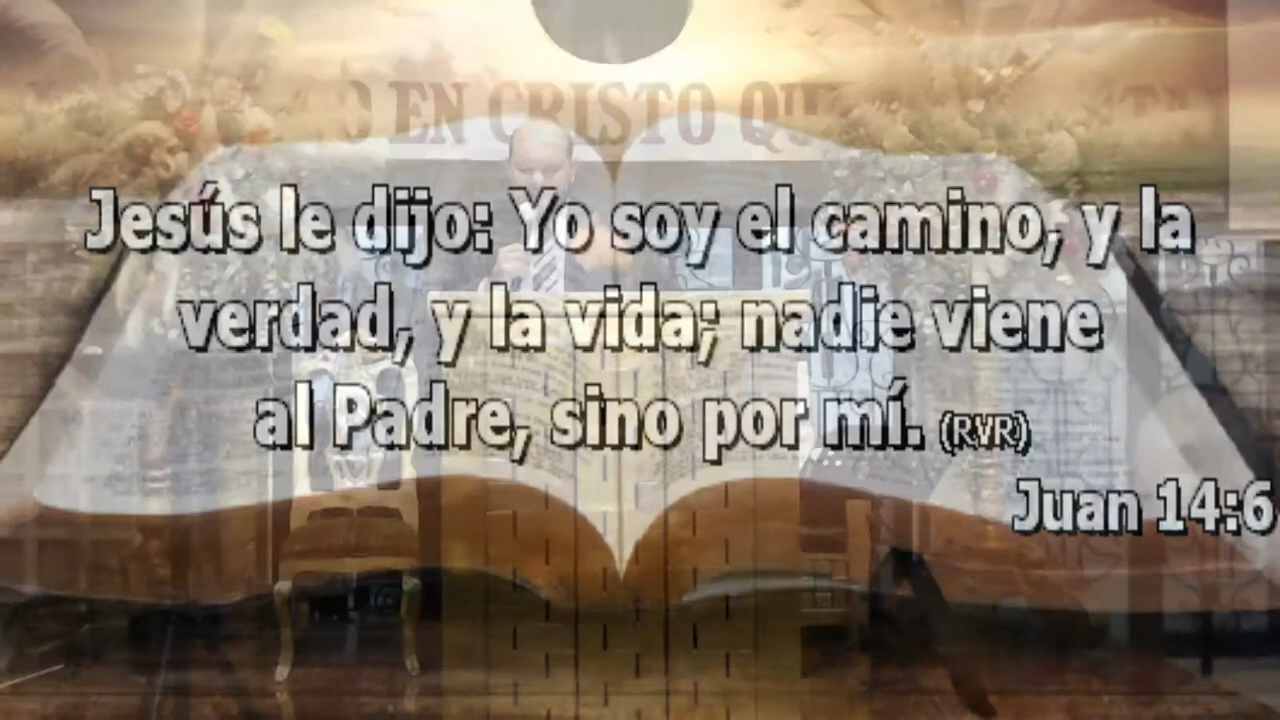 EN CRISTO
Jesús le dijo: Yo soy el camino, y la
verdad, y la vida; nadie viene
al Padre, sino por mí. (RVR)
Juan 14:6